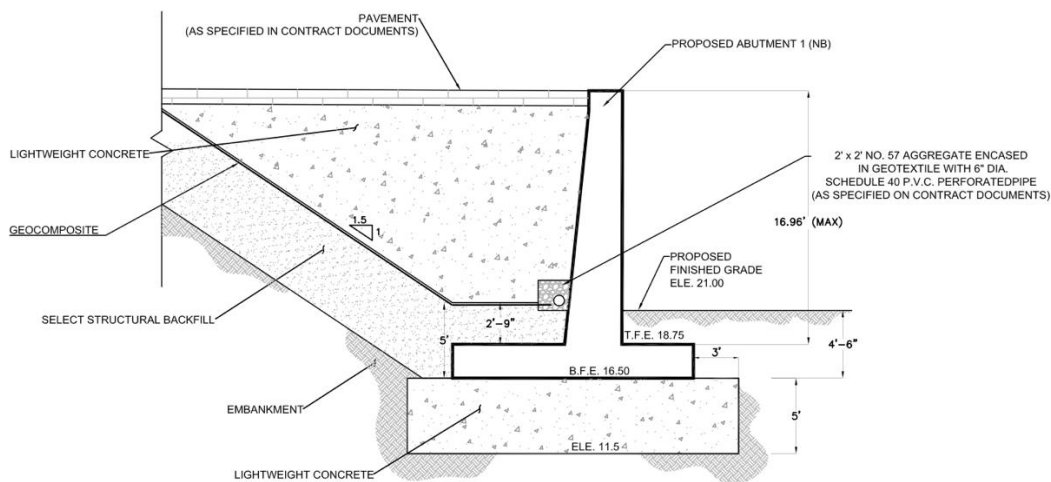 PAVEMENT
(AS SPECIFIED IN CONTRACT DOCUMENTS)
PROPOSED ABUTMENT 1 (NB)
LIGHTWEIGHT CONCRETE
2' x 2' NO. 57 AGGREGATE ENCASED
IN GEOTEXTILE WITH 6" DIA.
SCHEDULE 40 P.V.C. PERFORATEDPIPE
(AS SPECIFIED ON CONTRACT DOCUMENTS)
16.96' (MAX)
GEOCOMPOSITE
1.5
1
PROPOSED
FINISHED GRADE
ELE. 21.00
SELECT STRUCTURAL BACKFILL
5'
2'-9"
T.F.E. 18.75
3'
4'-6"
B.F.E. 16.50
EMBANKMENT
5'
ELE. 11.5
LIGHTWEIGHT CONCRETE